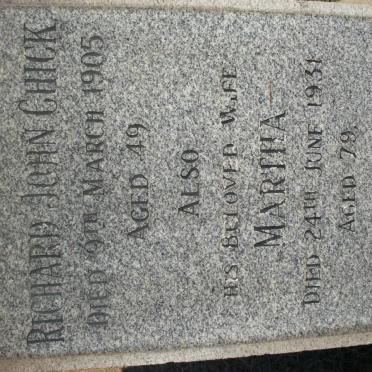 RICHARD JOHN CHICK
DIED 9TH MARCH 1905
AGED 49.
ALSO
HIS BELOVED WIFE
MARTHA
DIED 24TH JUNE 1931
AGED 79.